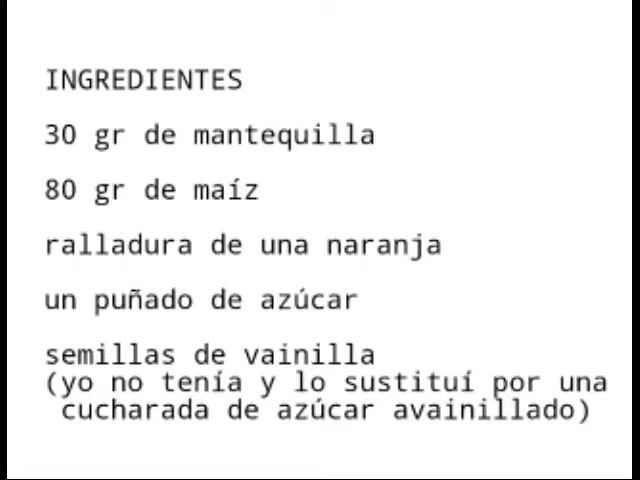 INGREDIENTES
30 gr de mantequilla
80 gr de maíz
ralladura de una naranja
un puñado de azúcar
semillas de vainilla
(yo no tenía y lo sustituí por una
cucharada de azúcar avainillado)